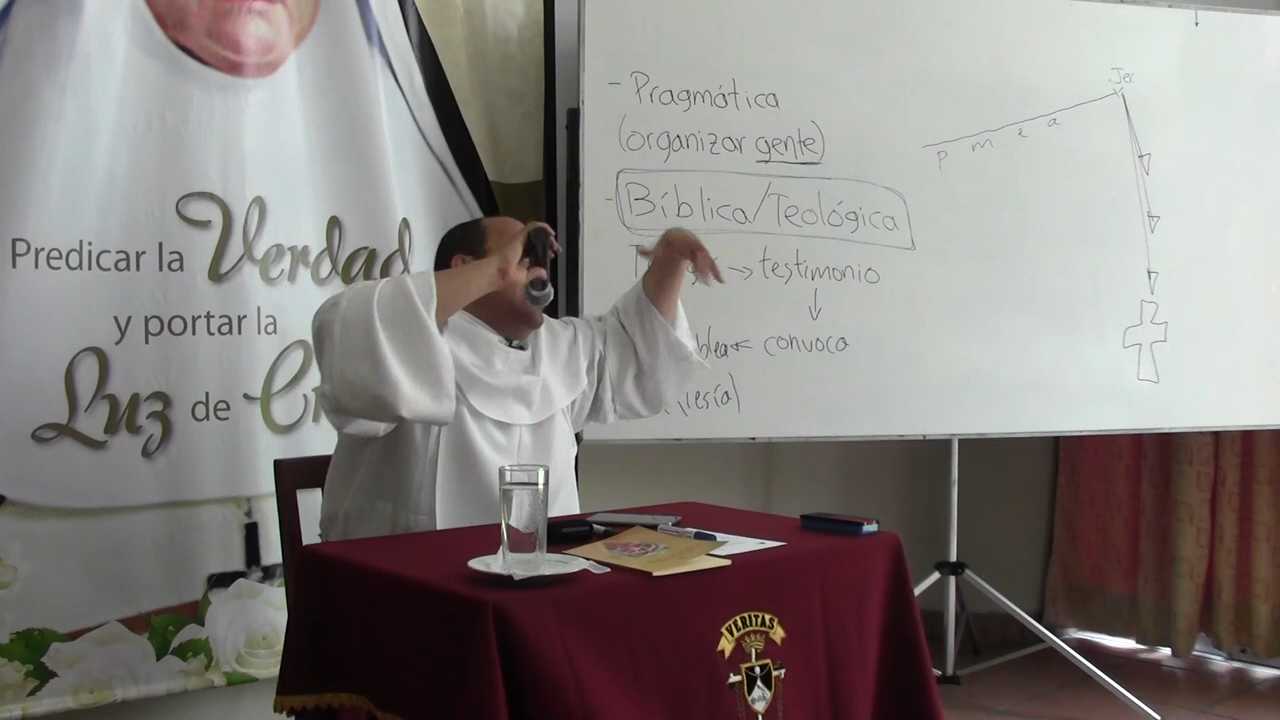 Predicar la Verdad
y portar la
Luz de
- Pragmática
(organizar gente)
- Bíblica/Teológica
→ testimonio
↓
← convoca
Jer.
P m e a
VERITAS